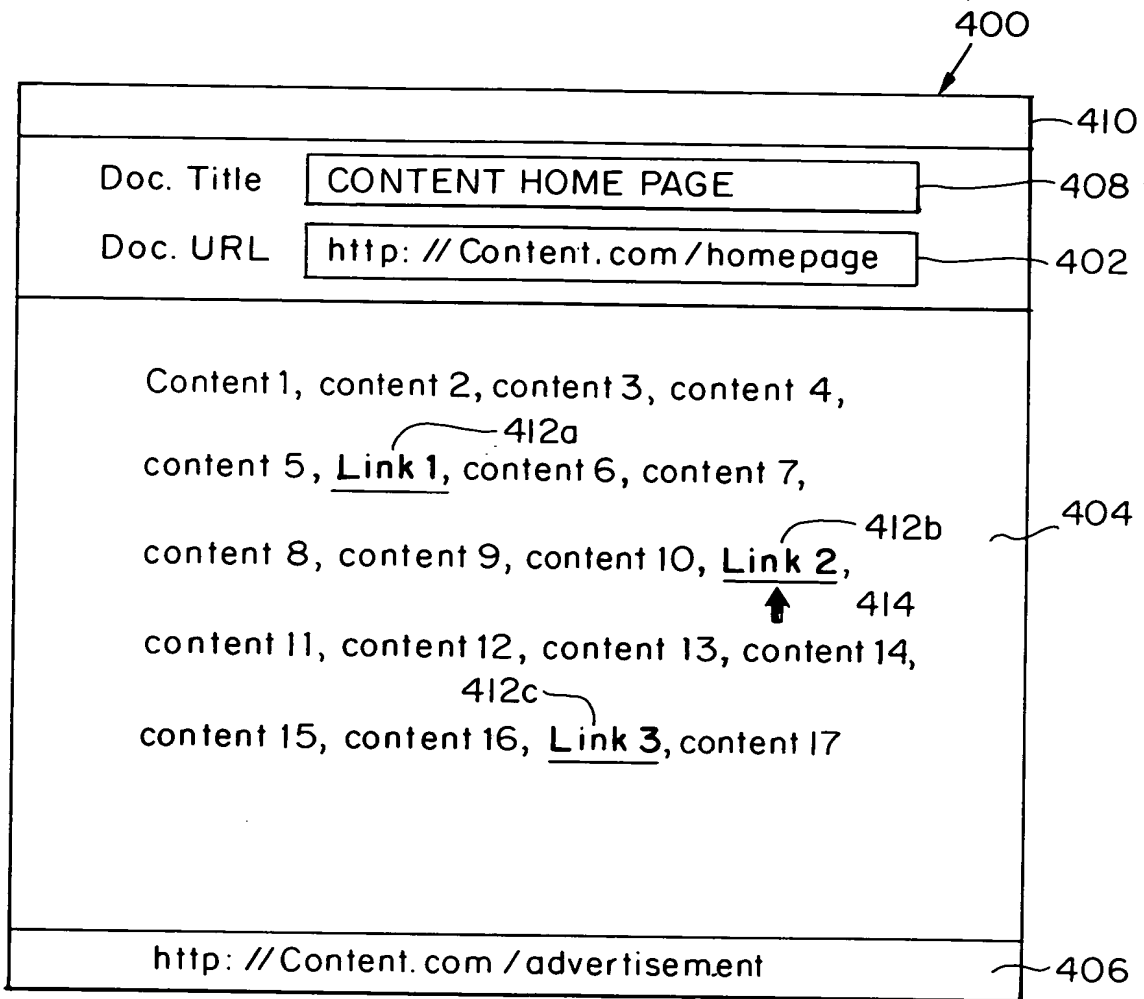 400
410
Doc. Title CONTENT HOME PAGE 408
Doc. URL http: // Content.com/homepage 402
Content 1, content 2, content 3, content 4,
412a
content 5, Link 1, content 6, content 7,
404
412b
content 8, content 9, content 10, Link 2,
414
content 11, content 12, content 13, content 14,
412c
content 15, content 16, Link 3, content 17
http: //Content.com /advertisement 406